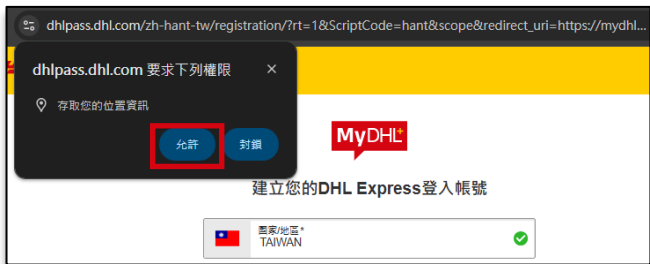 dhlpass.dhl.com/zh-hant-tw/registration/?rt=1&ScriptCode=hant&scope&redirect_uri=https://mydhl...
dhlpass.dhl.com 要求下列權限
存取您的位置資訊
允許
封鎖
MyDHL+
建立您的DHL Express登入帳號
國家/地區*
TAIWAN